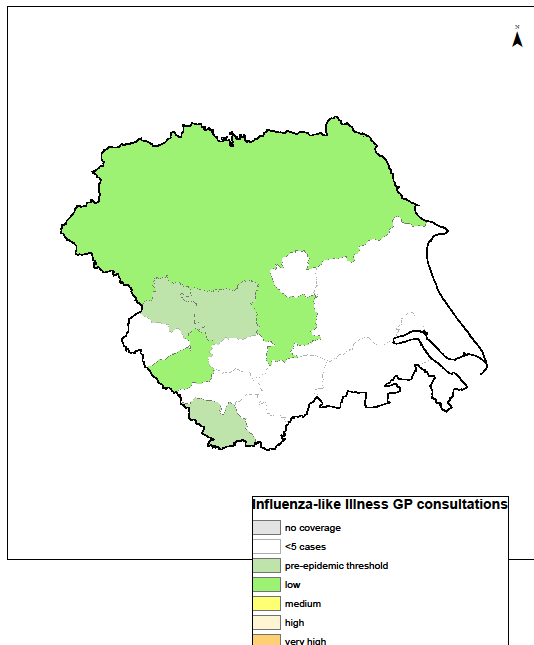 N
Influenza-like Illness GP consultations
no coverage
<5 cases
pre-epidemic threshold
low
medium
high
very high